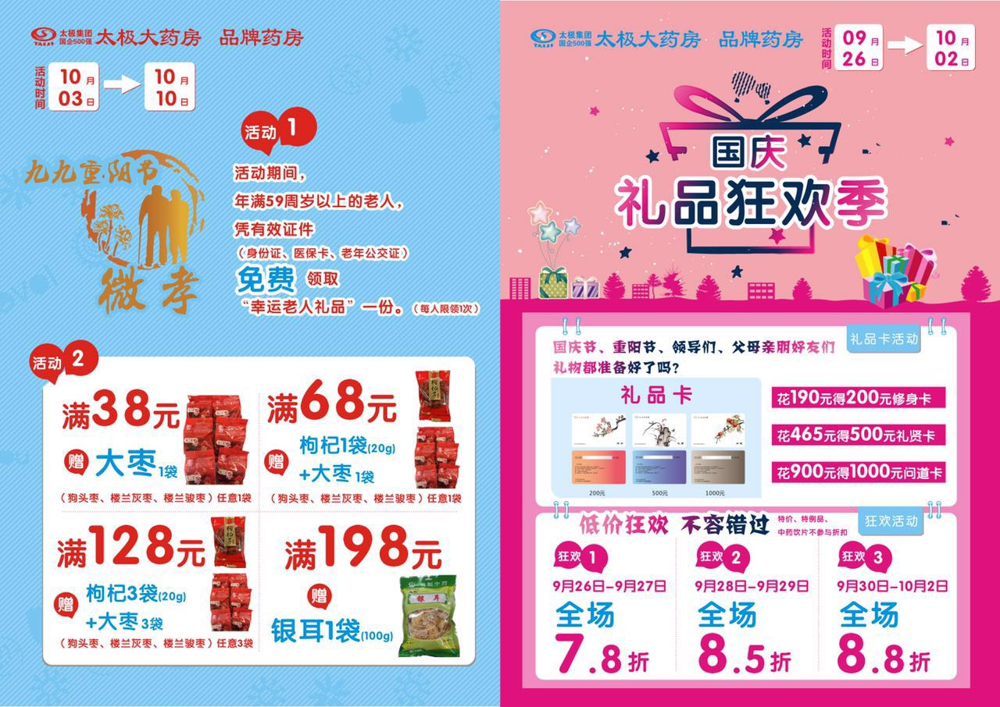 太极集团
国企500强
TAIJI
太极大药房 品牌药房
活动时间
10月
03日
10月
10日
九九重阳节
微孝
活动1
活动期间，
年满59周岁以上的老人，
凭有效证件
（身份证、医保卡、老年公交证）
免费 领取
“幸运老人礼品”一份。（每人限领1次）
活动2
满38元
赠 大枣1袋
（狗头枣、楼兰灰枣、楼兰骏枣）任意1袋
满68元
枸杞子
赠 枸杞1袋(20g)
+大枣1袋
（狗头枣、楼兰灰枣、楼兰骏枣）任意1袋
满128元
枸杞子
赠 枸杞3袋(20g)
+大枣3袋
（狗头枣、楼兰灰枣、楼兰骏枣）任意3袋
满198元
赠
银耳1袋(100g)
银耳
太极集团
国企500强
TAIJI
太极大药房 品牌药房
活动时间
09月
26日
10月
02日
国庆
礼品狂欢季
礼品卡活动
国庆节、重阳节、领导们、父母亲朋好友们
礼物都准备好了吗？
礼品卡
200元 500元 1000元
花190元得200元修身卡
花465元得500元礼贤卡
花900元得1000元问道卡
狂欢活动
低价狂欢 不容错过
特价、特例品、
中药饮片不参与折扣
狂欢1
9月26日-9月27日
全场
7.8折
狂欢2
9月28日-9月29日
全场
8.5折
狂欢3
9月30日-10月2日
全场
8.8折